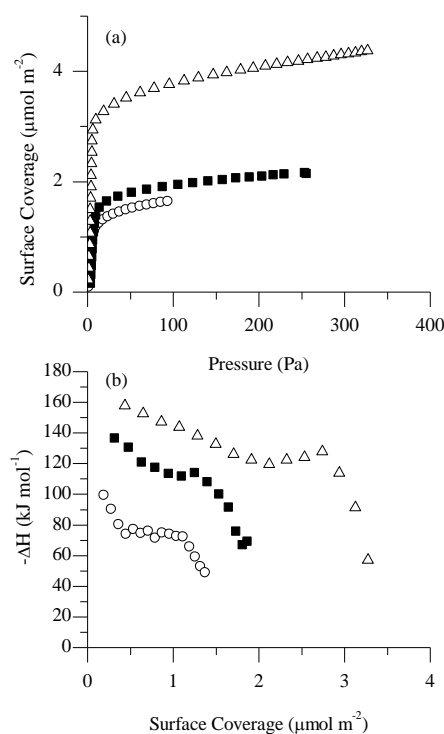 (a)
4
2
0
Surface Coverage (μmol m⁻²)
0 100 200 300 400
Pressure (Pa)
(b)
180
160
140
120
100
80
60
40
20
0
-ΔH (kJ mol⁻¹)
0 1 2 3 4
Surface Coverage (μmol m⁻²)